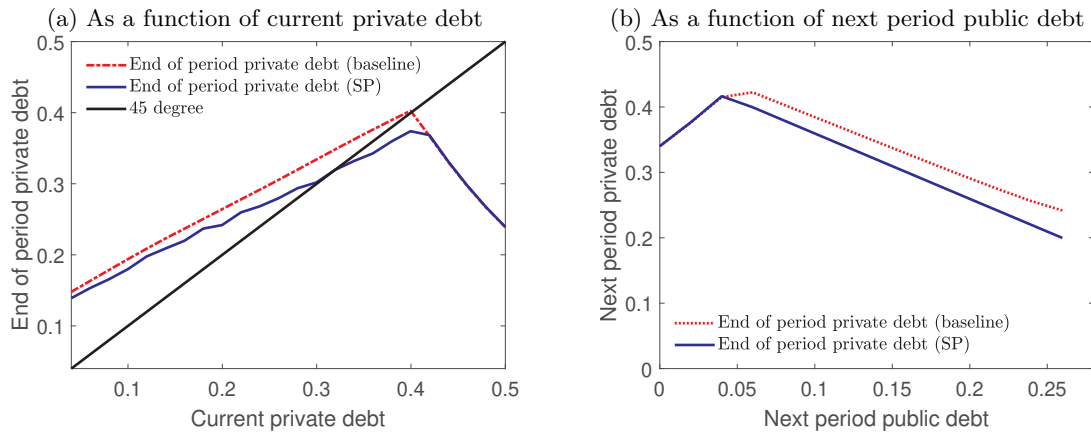 (a) As a function of current private debt
End of period private debt
0.5
0.4
0.3
0.2
0.1
End of period private debt (baseline)
End of period private debt (SP)
45 degree
0.1
0.2
0.3
0.4
0.5
Current private debt
(b) As a function of next period public debt
Next period private debt
0.5
0.4
0.3
0.2
0.1
0
End of period private debt (baseline)
End of period private debt (SP)
0
0.05
0.1
0.15
0.2
0.25
Next period public debt